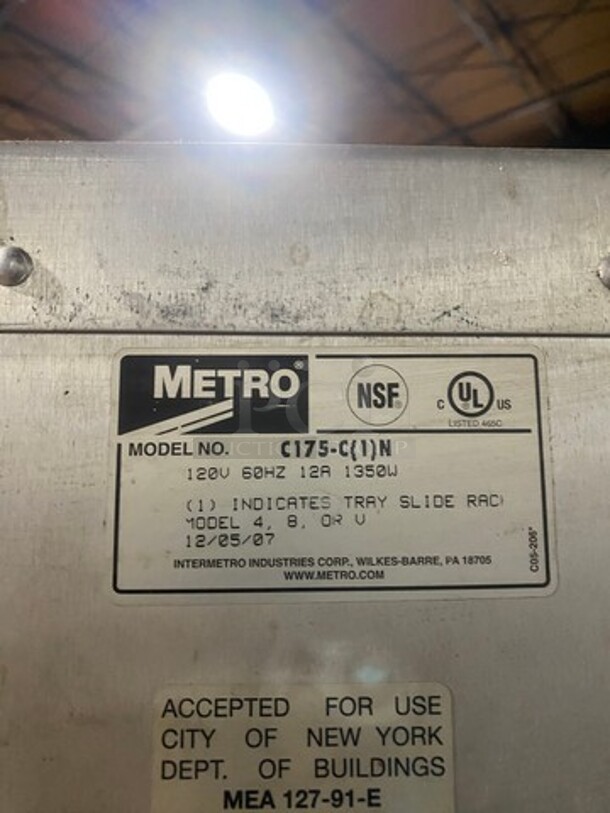 METRO®
NSF®
C UL® US
LISTED 465C
MODEL NO. C175-C(1)N
120V 60HZ 12A 1350W
(1) INDICATES TRAY SLIDE RAC
MODEL 4, 8, OR V
12/05/07
INTERMETRO INDUSTRIES CORP., WILKES-BARRE, PA 18705
WWW.METRO.COM
C05-206*
ACCEPTED FOR USE
CITY OF NEW YORK
DEPT. OF BUILDINGS
MEA 127-91-E